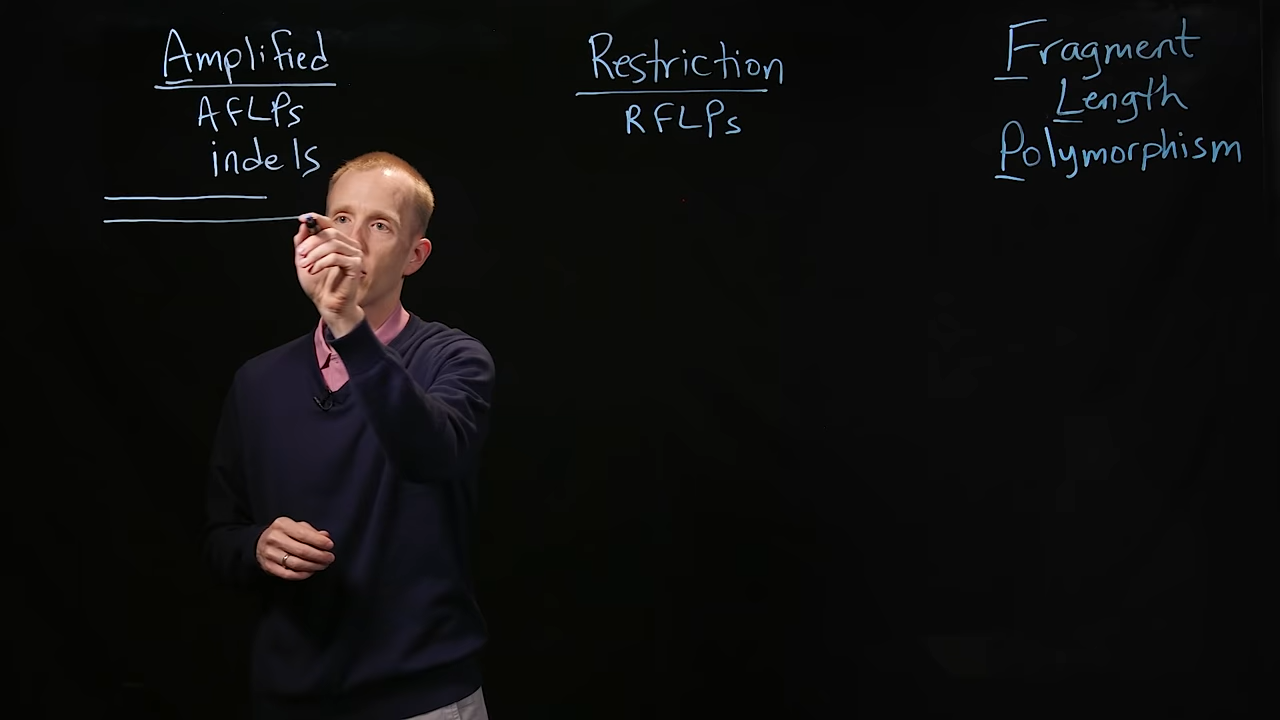 Amplified
AFLPs
indels
Restriction
RFLPs
Fragment
Length
Polymorphism